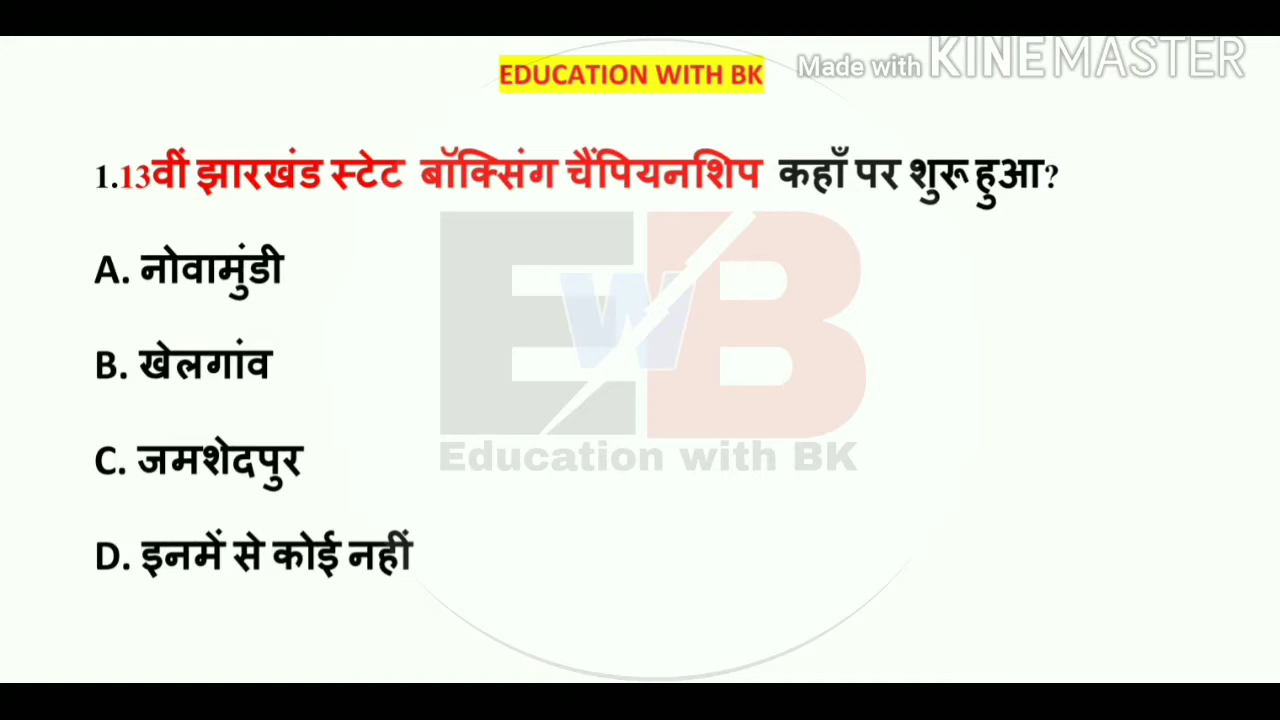 EDUCATION WITH BK
Made with KINEMASTER
1.13वीं झारखंड स्टेट बॉक्सिंग चैंपियनशिप कहाँ पर शुरू हुआ?
A. नोवामुंडी
B. खेलगांव
C. जमशेदपुर
D. इनमें से कोई नहीं
EWB
Education with BK